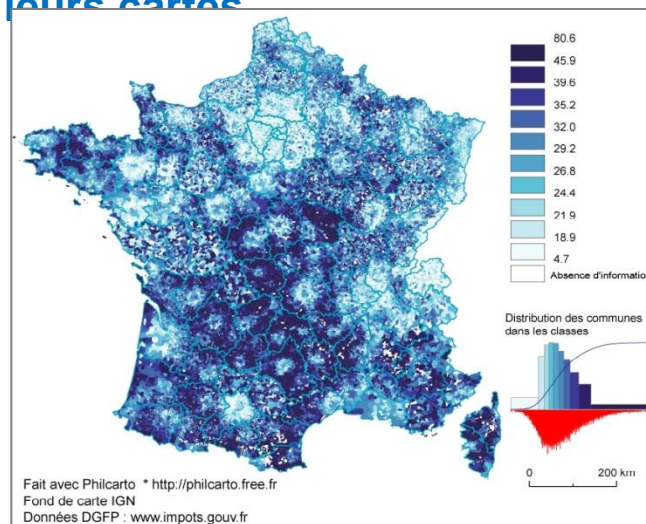 leurs cartes
80.6
45.9
39.6
35.2
32.0
29.2
26.8
24.4
21.9
18.9
4.7
Absence d'informatio
Distribution des communes
dans les classes
0 200 km
Fait avec Philcarto * http://philcarto.free.fr
Fond de carte IGN
Données DGFP : www.impots.gouv.fr